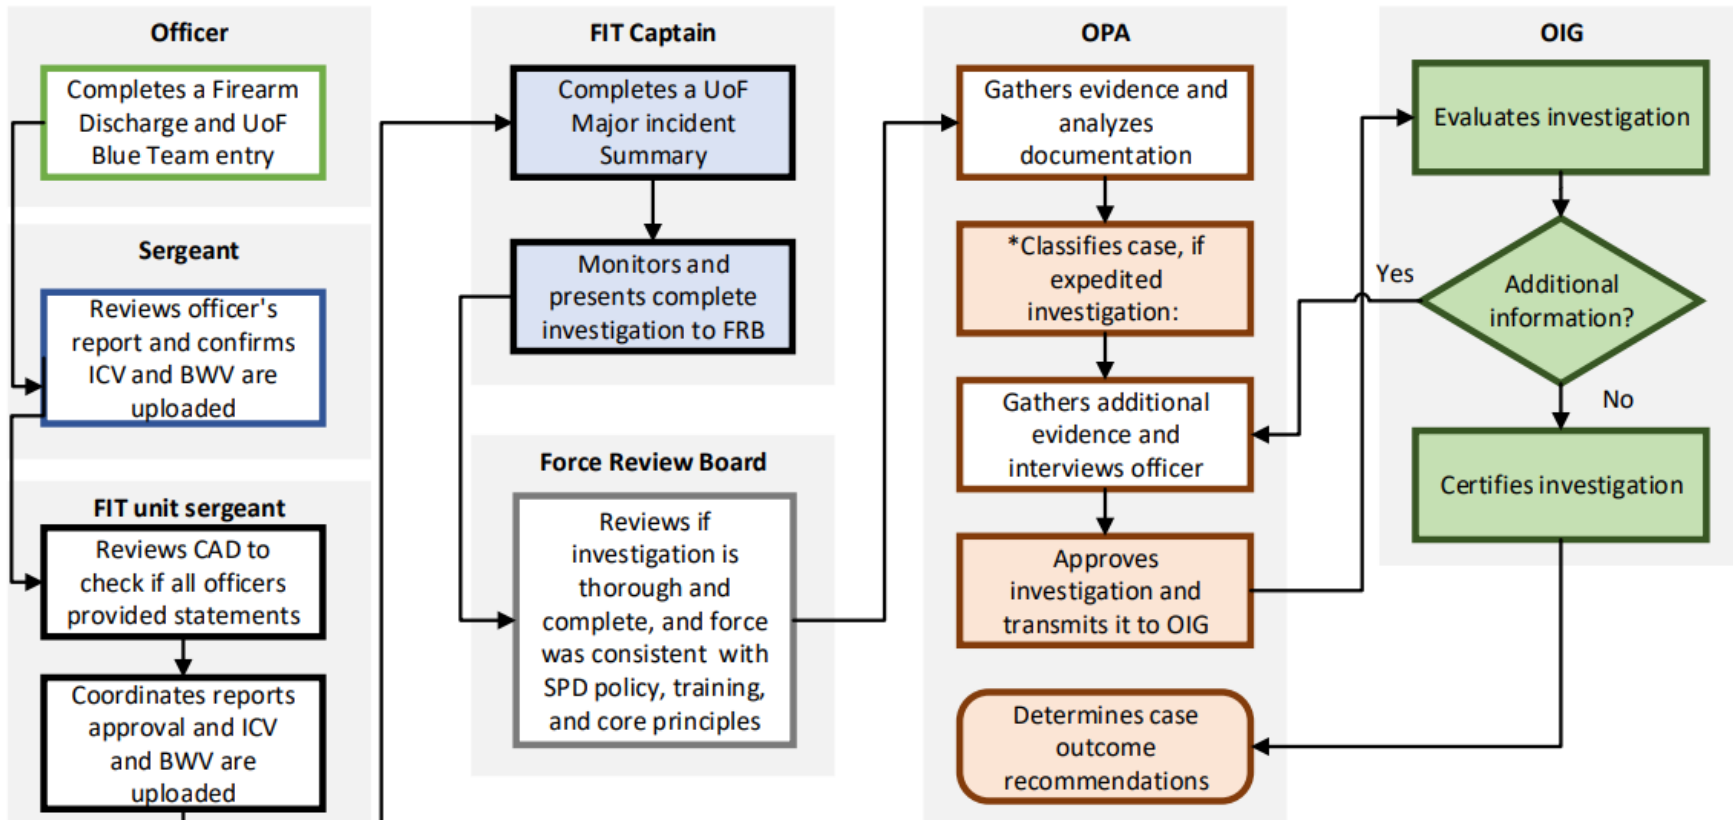 Officer
Completes a Firearm
Discharge and UoF
Blue Team entry
Sergeant
Reviews officer's
report and confirms
ICV and BWV are
uploaded
FIT unit sergeant
Reviews CAD to
check if all officers
provided statements
Coordinates reports
approval and ICV
and BWV are
uploaded
FIT Captain
Completes a UoF
Major incident
Summary
Monitors and
presents complete
investigation to FRB
Force Review Board
Reviews if
investigation is
thorough and
complete, and force
was consistent with
SPD policy, training,
and core principles
OPA
Gathers evidence and
analyzes
documentation
*Classifies case, if
expedited
investigation:
Gathers additional
evidence and
interviews officer
Approves
investigation and
transmits it to OIG
Determines case
outcome
recommendations
OIG
Evaluates investigation
Additional
information?
Yes
No
Certifies investigation